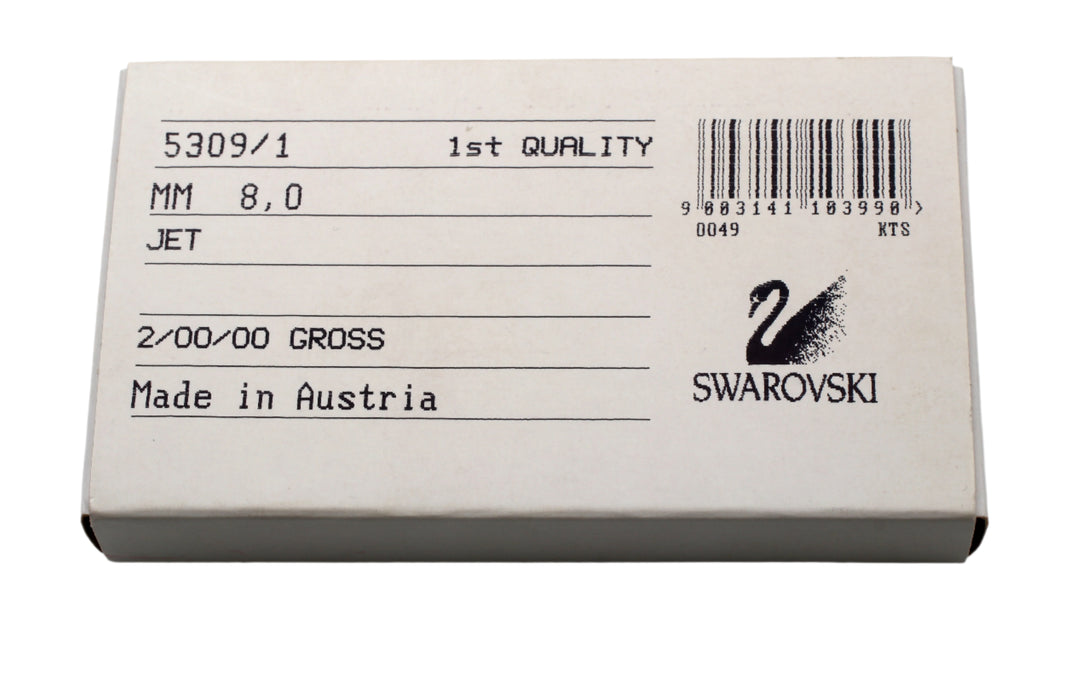 5309/1 1st QUALITY
MM 8,0
JET
2/00/00 GROSS
Made in Austria
9 003141 103990 >
0049 KTS
SWAROVSKI